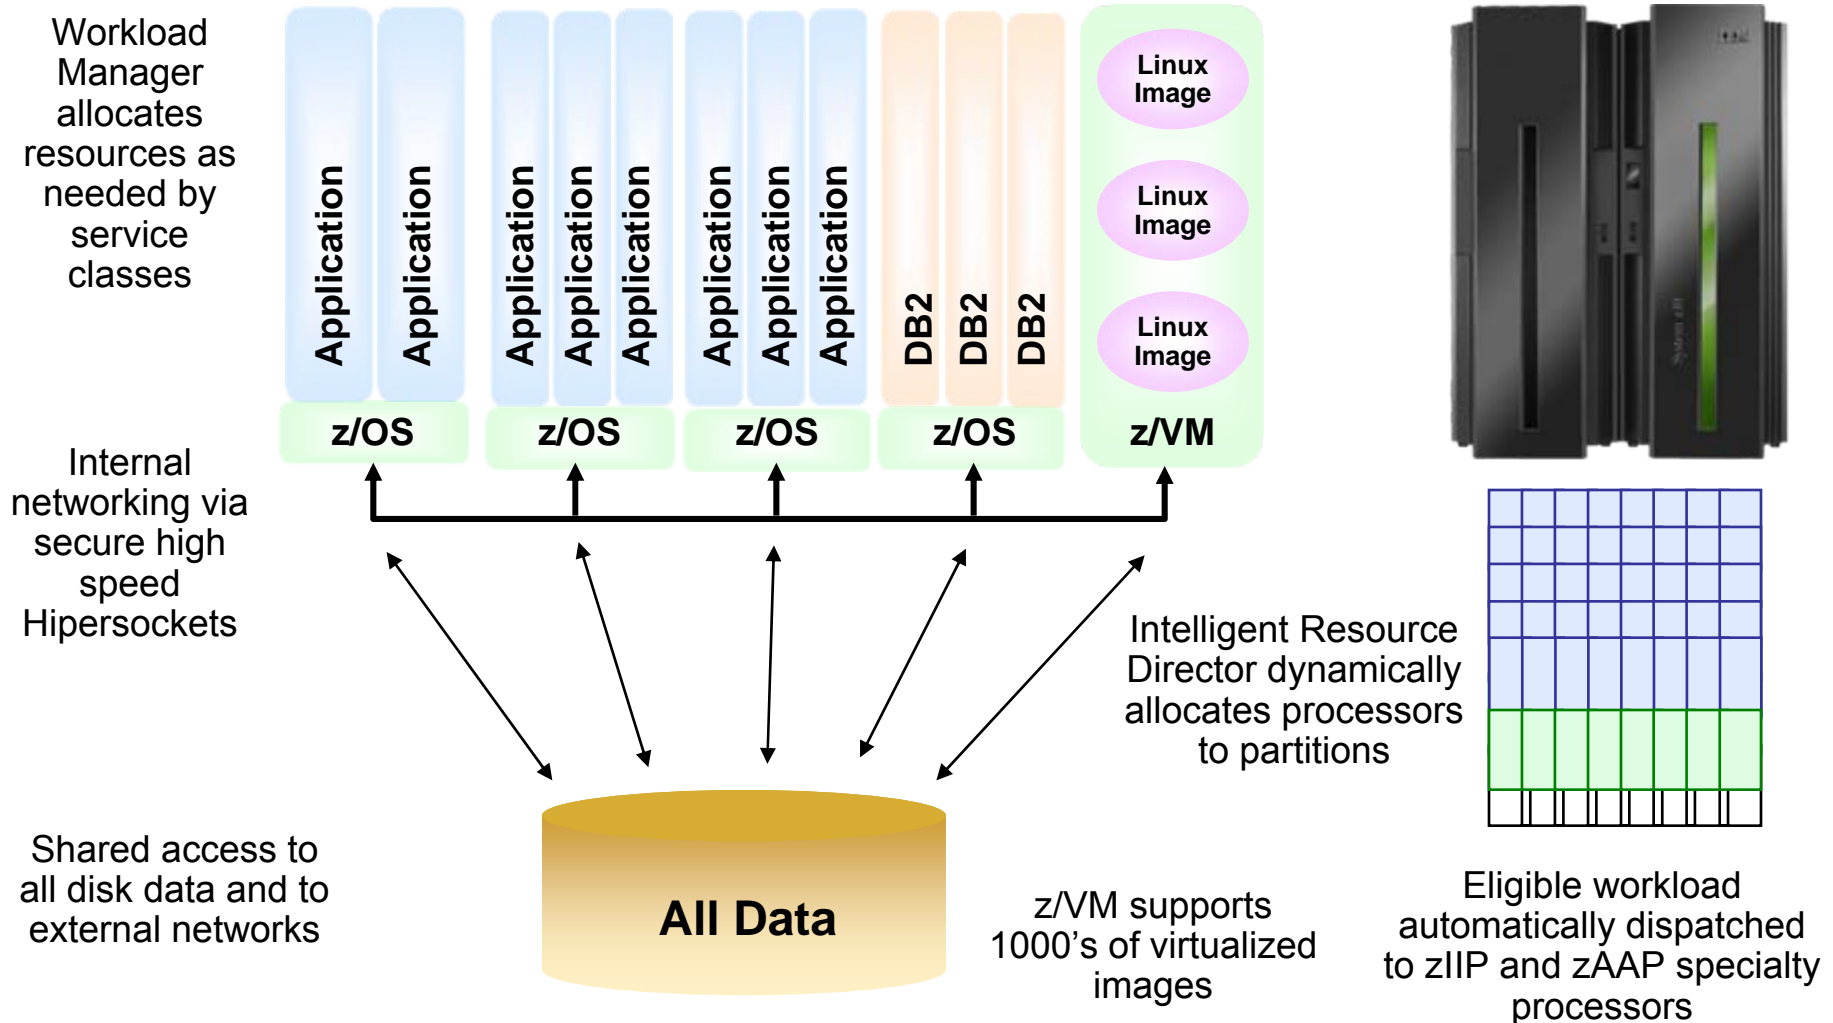 Workload
Manager
allocates
resources as
needed by
service
classes
Application
Application
Application
Application
Application
Application
Application
Application
DB2
DB2
DB2
Linux
Image
Linux
Image
Linux
Image
z/OS
z/OS
z/OS
z/OS
z/VM
Internal
networking via
secure high
speed
Hipersockets
Intelligent Resource
Director dynamically
allocates processors
to partitions
Shared access to
all disk data and to
external networks
All Data
z/VM supports
1000's of virtualized
images
Eligible workload
automatically dispatched
to zIIP and zAAP specialty
processors